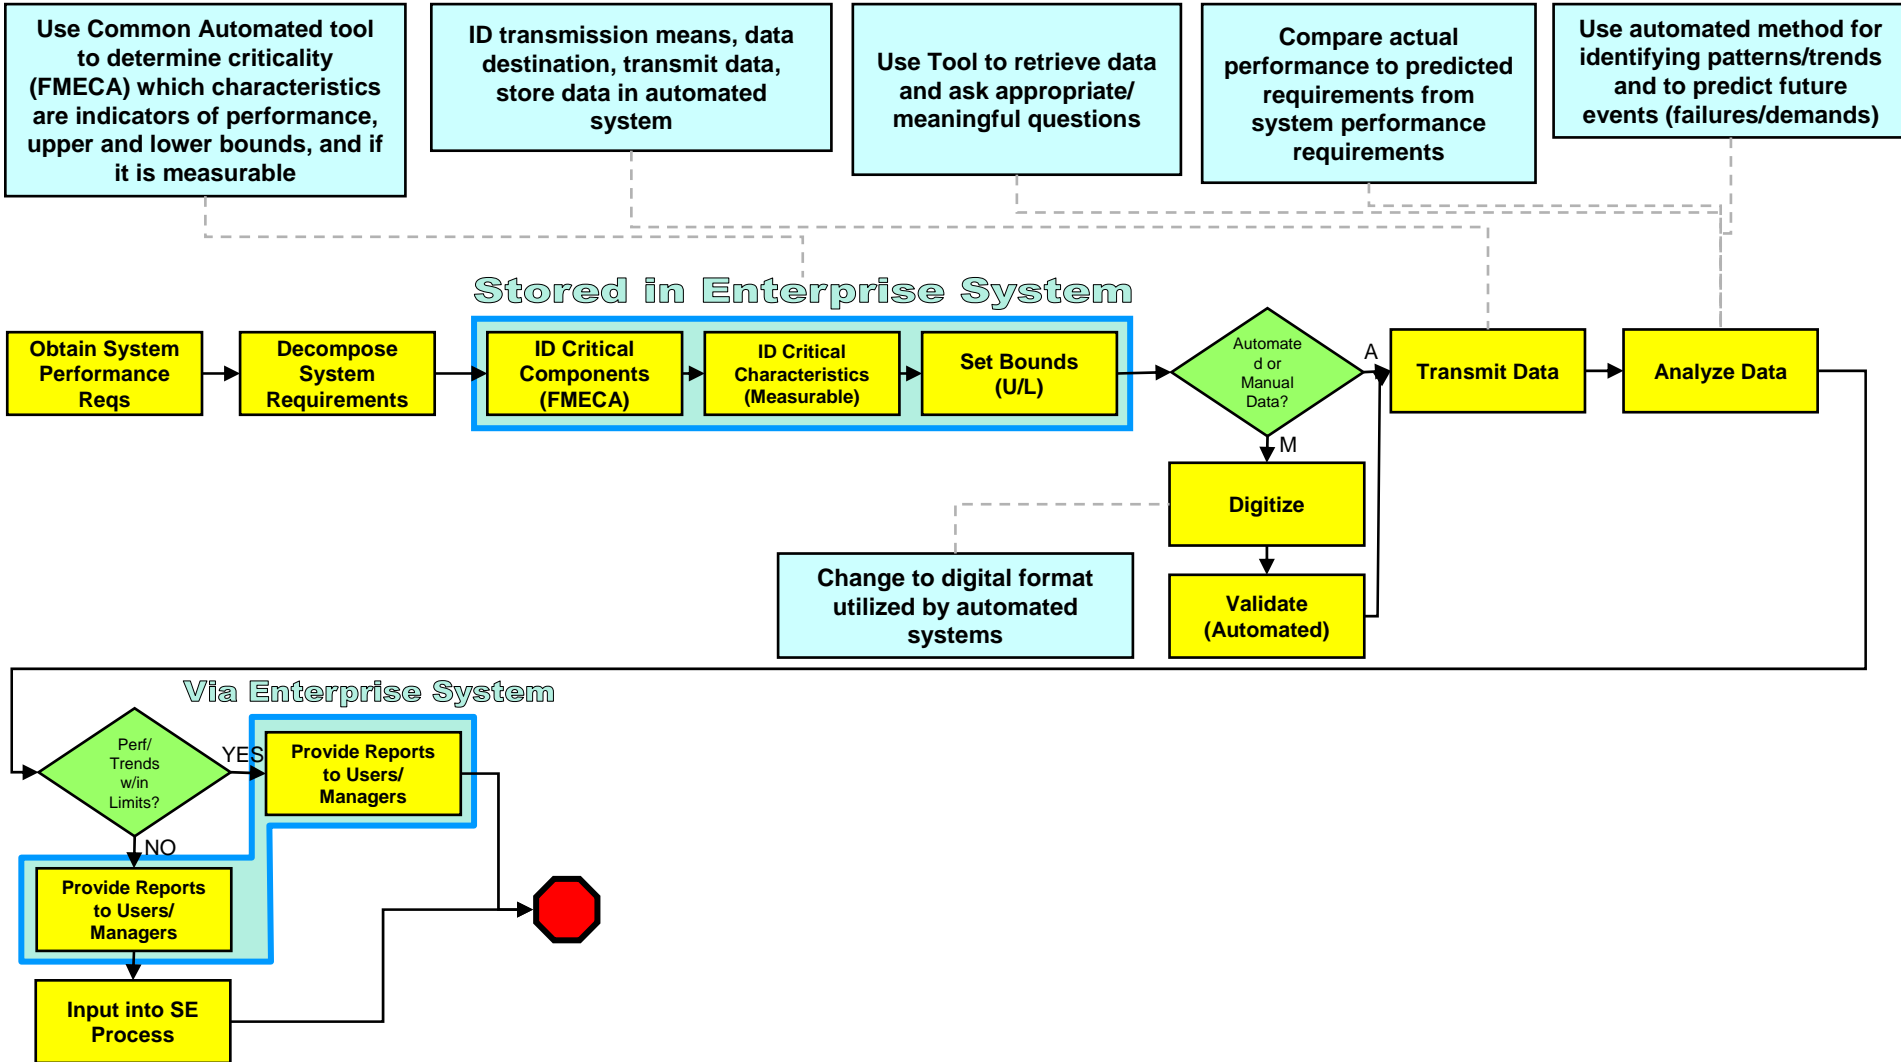 Use Common Automated tool
to determine criticality
(FMECA) which characteristics
are indicators of performance,
upper and lower bounds, and if
it is measurable
ID transmission means, data
destination, transmit data,
store data in automated
system
Use Tool to retrieve data
and ask appropriate/
meaningful questions
Compare actual
performance to predicted
requirements from
system performance
requirements
Use automated method for
identifying patterns/trends
and to predict future
events (failures/demands)
Stored in Enterprise System
Obtain System
Performance
Reqs
Decompose
System
Requirements
ID Critical
Components
(FMECA)
ID Critical
Characteristics
(Measurable)
Set Bounds
(U/L)
Automate
d or
Manual
Data?
A
Transmit Data
Analyze Data
M
Digitize
Change to digital format
utilized by automated
systems
Validate
(Automated)
Via Enterprise System
Perf/
Trends
w/in
Limits?
YES
Provide Reports
to Users/
Managers
NO
Provide Reports
to Users/
Managers
Input into SE
Process